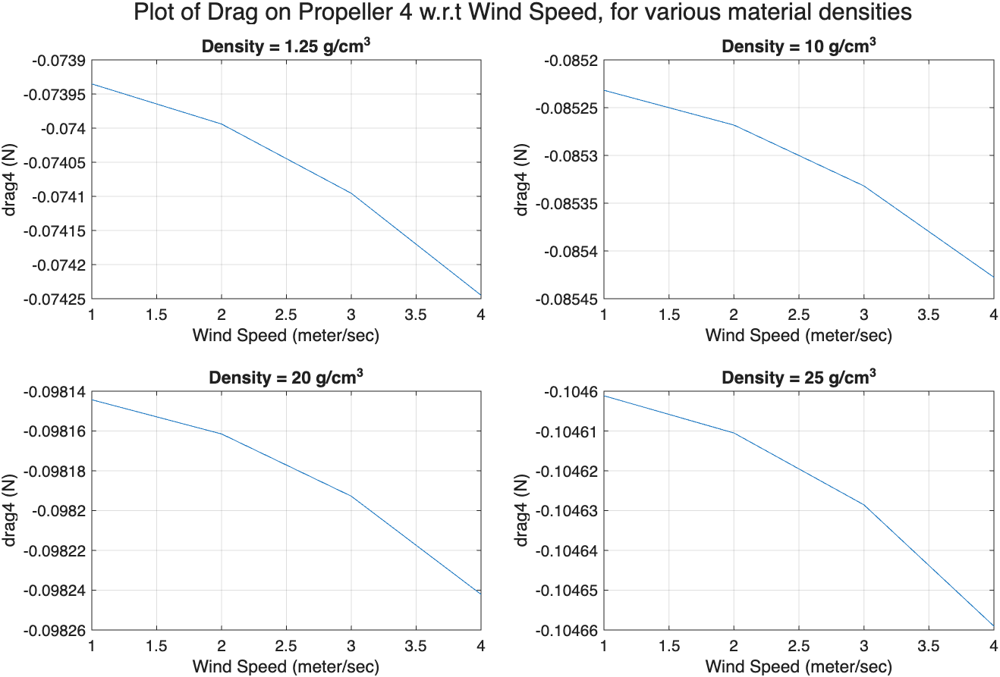 Plot of Drag on Propeller 4 w.r.t Wind Speed, for various material densities
Density = 1.25 g/cm³
-0.0739
-0.07395
-0.074
-0.07405
-0.0741
-0.07415
-0.0742
-0.07425
drag4 (N)
1 1.5 2 2.5 3 3.5 4
Wind Speed (meter/sec)
Density = 10 g/cm³
-0.0852
-0.08525
-0.0853
-0.08535
-0.0854
-0.08545
drag4 (N)
1 1.5 2 2.5 3 3.5 4
Wind Speed (meter/sec)
Density = 20 g/cm³
-0.09814
-0.09816
-0.09818
-0.0982
-0.09822
-0.09824
-0.09826
drag4 (N)
1 1.5 2 2.5 3 3.5 4
Wind Speed (meter/sec)
Density = 25 g/cm³
-0.1046
-0.10461
-0.10462
-0.10463
-0.10464
-0.10465
-0.10466
drag4 (N)
1 1.5 2 2.5 3 3.5 4
Wind Speed (meter/sec)